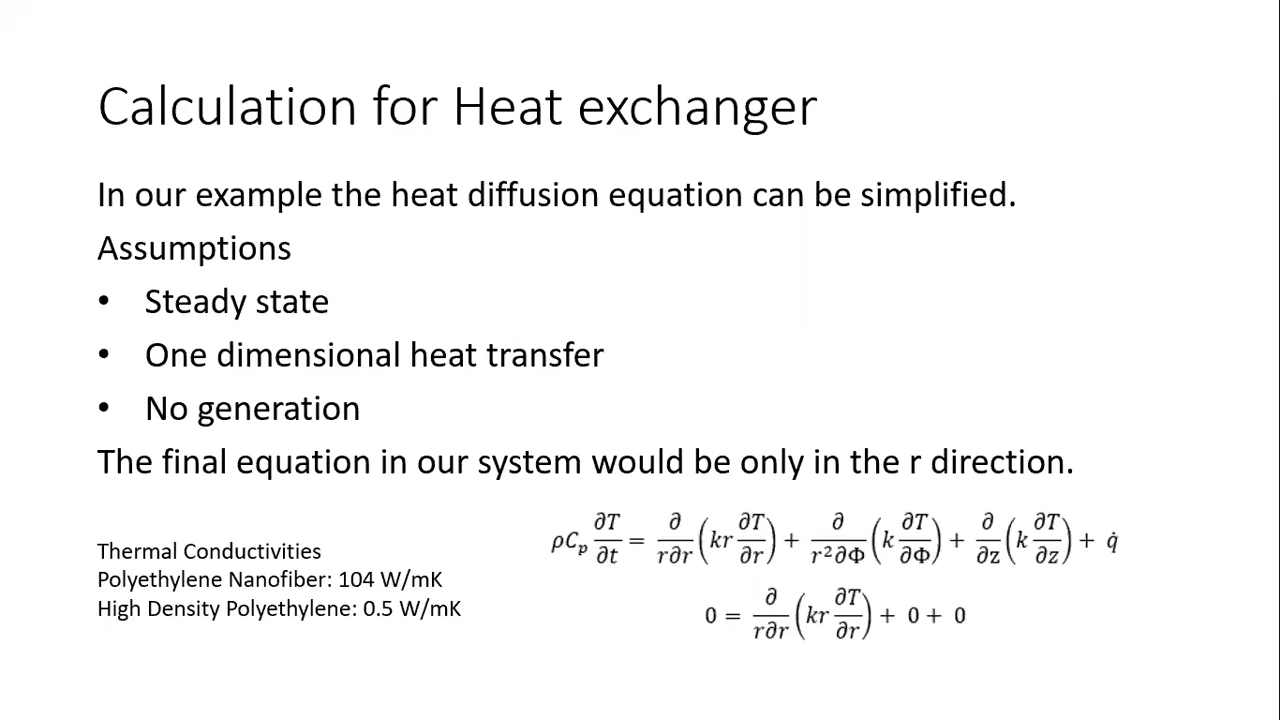 Calculation for Heat exchanger
In our example the heat diffusion equation can be simplified.
Assumptions
• Steady state
• One dimensional heat transfer
• No generation
The final equation in our system would be only in the r direction.
Thermal Conductivities
Polyethylene Nanofiber: 104 W/mK
High Density Polyethylene: 0.5 W/mK
ρC_p ∂T/∂t = ∂/r∂r (kr ∂T/∂r) + ∂/r²∂Φ (k ∂T/∂Φ) + ∂/∂z (k ∂T/∂z) + q̇
0 = ∂/r∂r (kr ∂T/∂r) + 0 + 0